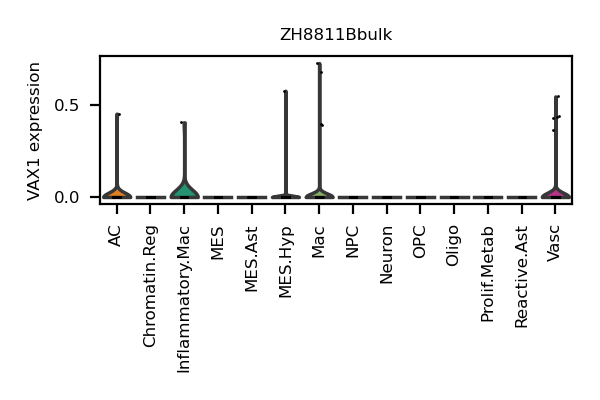 ZH8811Bbulk
VAX1 expression
0.5
0.0
AC
Chromatin.Reg
Inflammatory.Mac
MES
MES.Ast
MES.Hyp
Mac
NPC
Neuron
OPC
Oligo
Prolif.Metab
Reactive.Ast
Vasc